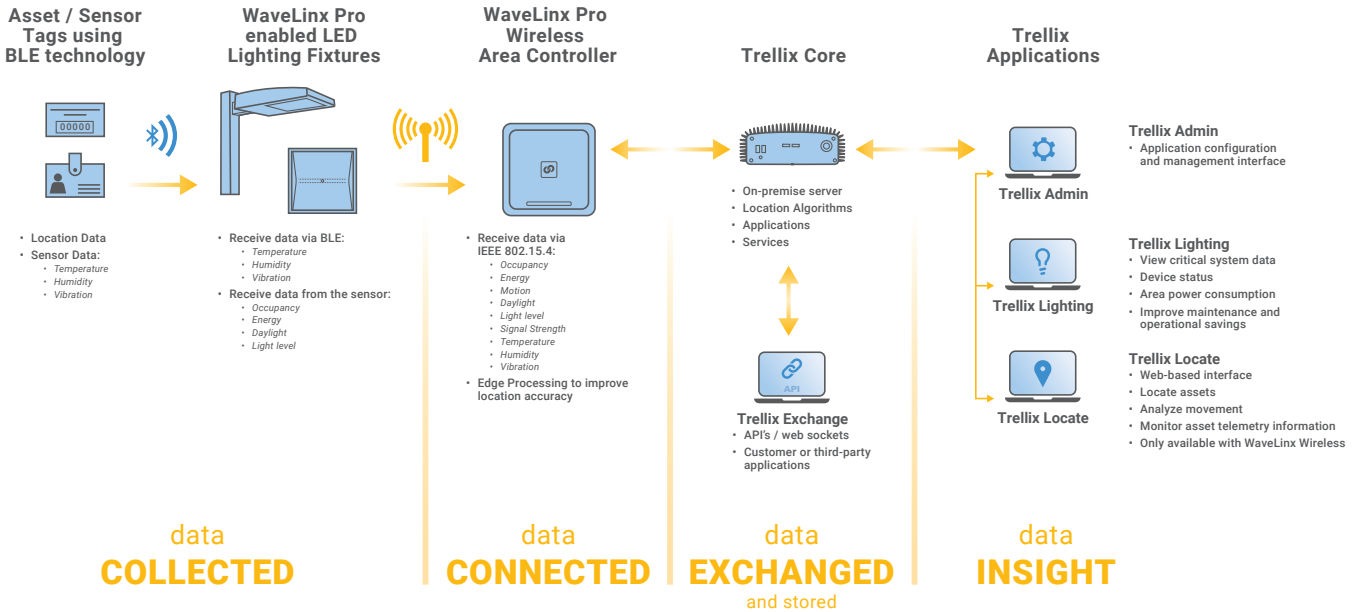 Asset / Sensor
Tags using
BLE technology
00000
• Location Data
• Sensor Data:
• Temperature
• Humidity
• Vibration
WaveLinx Pro
enabled LED
Lighting Fixtures
• Receive data via BLE:
• Temperature
• Humidity
• Vibration
• Receive data from the sensor:
• Occupancy
• Energy
• Daylight
• Light level
data
COLLECTED
WaveLinx Pro
Wireless
Area Controller
• Receive data via
IEEE 802.15.4:
• Occupancy
• Energy
• Motion
• Daylight
• Light level
• Signal Strength
• Temperature
• Humidity
• Vibration
• Edge Processing to improve
location accuracy
data
CONNECTED
Trellix Core
• On-premise server
• Location Algorithms
• Applications
• Services
API
Trellix Exchange
• API's / web sockets
• Customer or third-party
applications
data
EXCHANGED
and stored
Trellix
Applications
Trellix Admin
Trellix Admin
• Application configuration
and management interface
Trellix Lighting
Trellix Lighting
• View critical system data
• Device status
• Area power consumption
• Improve maintenance and
operational savings
Trellix Locate
Trellix Locate
• Web-based interface
• Locate assets
• Analyze movement
• Monitor asset telemetry information
• Only available with WaveLinx Wireless
data
INSIGHT